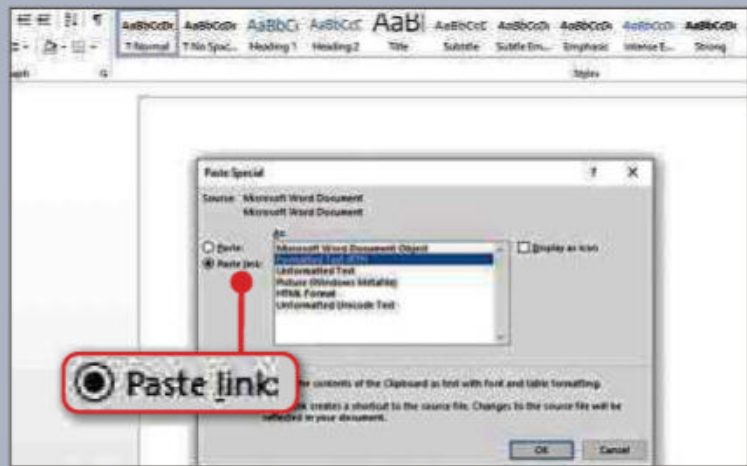 AaBbCcDc AaBbCcDc AaBbCc AaBbCcC AaB AaBbCcC AaBbCcDc AaBbCcDc AaBbCcDc AaBbCcDc
¶ Normal ¶ No Spac... Heading 1 Heading 2 Title Subtitle Subtle Em... Emphasis Intense E... Strong
Styles
Paste Special ? X
Source: Microsoft Word Document
Microsoft Word Document
As:
Paste:
Paste link:
Microsoft Word Document Object
Formatted Text (RTF)
Unformatted Text
Picture (Windows Metafile)
HTML Format
Unformatted Unicode Text
Display as icon
Paste link:
the contents of the Clipboard as text with font and table formatting.
creates a shortcut to the source file. Changes to the source file will be
reflected in your document.
OK Cancel